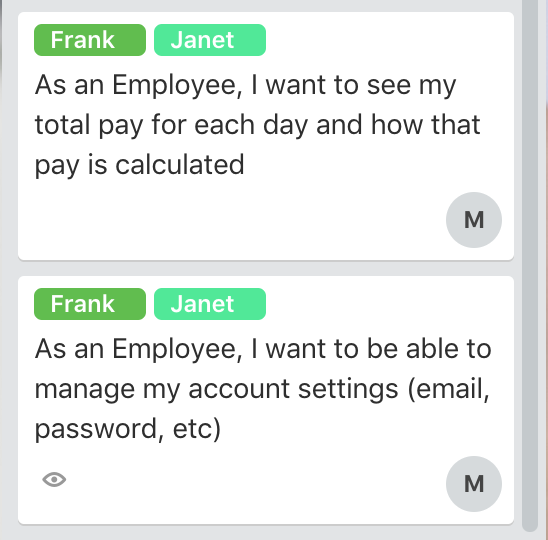 Frank Janet
As an Employee, I want to see my
total pay for each day and how that
pay is calculated
M
Frank Janet
As an Employee, I want to be able to
manage my account settings (email,
password, etc)
M